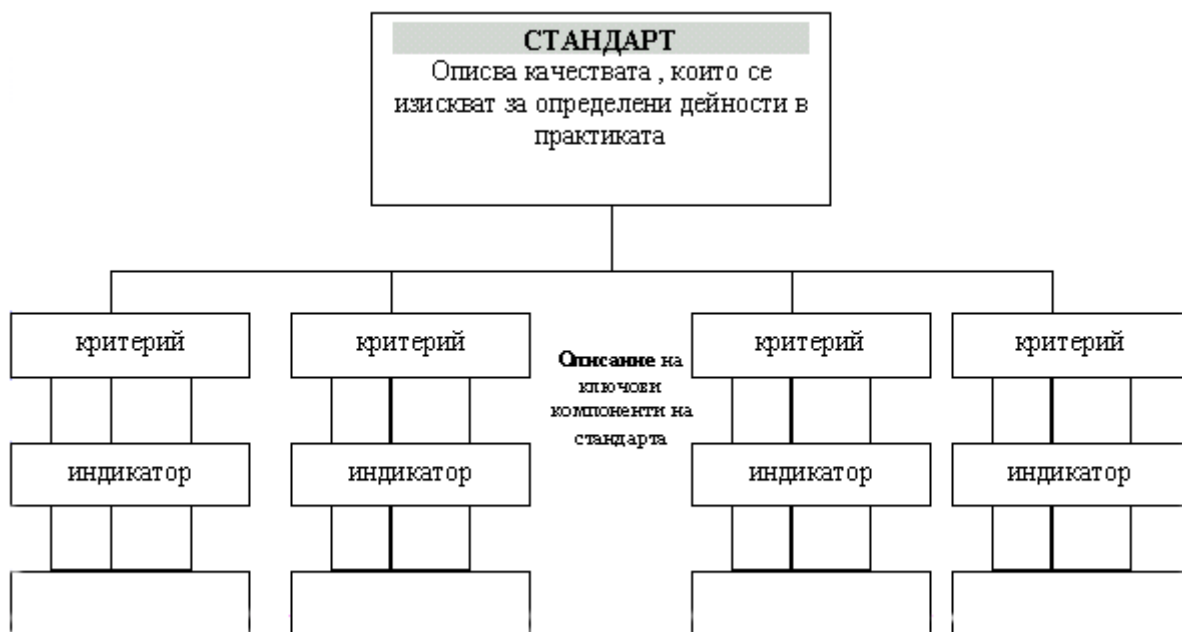 СТАНДАРТ
Описва качествата , които се
изискват за определени дейности в
практиката
критерий
критерий
критерий
критерий
Описание на
ключови
компоненти на
стандарта
индикатор
индикатор
индикатор
индикатор